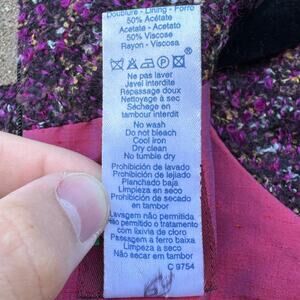 Doublure - Lining - Forro
50% Acétate
Acetate - Acetato
50% Viscose
Rayon - Viscosa
Ne pas laver
Javel interdite
Repassage doux
Nettoyage à sec
Séchage en
tambour interdit
No wash
Do not bleach
Cool iron
Dry clean
No tumble dry
Prohibición de lavado
Prohibición de lejiado
Planchado baja
Limpieza en seco
Prohibición de secado
en tambor
Lavagem não permitida
Não permitido o tratamento
com lixivia de cloro
Passagem a ferro baixa
Limpeza a seco
Não secar em tambor
C 9754